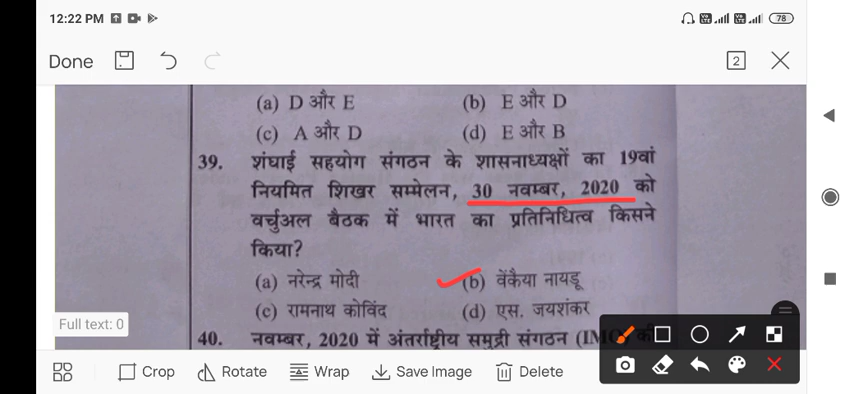 12:22 PM
78
Done
2
(a) D और E (b) E और D
(c) A और D (d) E और B
39. शंघाई सहयोग संगठन के शासनाध्यक्षों का 19वां
नियमित शिखर सम्मेलन, 30 नवम्बर, 2020 को
वर्चुअल बैठक में भारत का प्रतिनिधित्व किसने
किया?
(a) नरेन्द्र मोदी (b) वेंकैया नायडू
(c) रामनाथ कोविंद (d) एस. जयशंकर
Full text: 0
40. नवम्बर, 2020 में अंतर्राष्ट्रीय समुद्री संगठन (IMO) की
Crop Rotate Wrap Save Image Delete